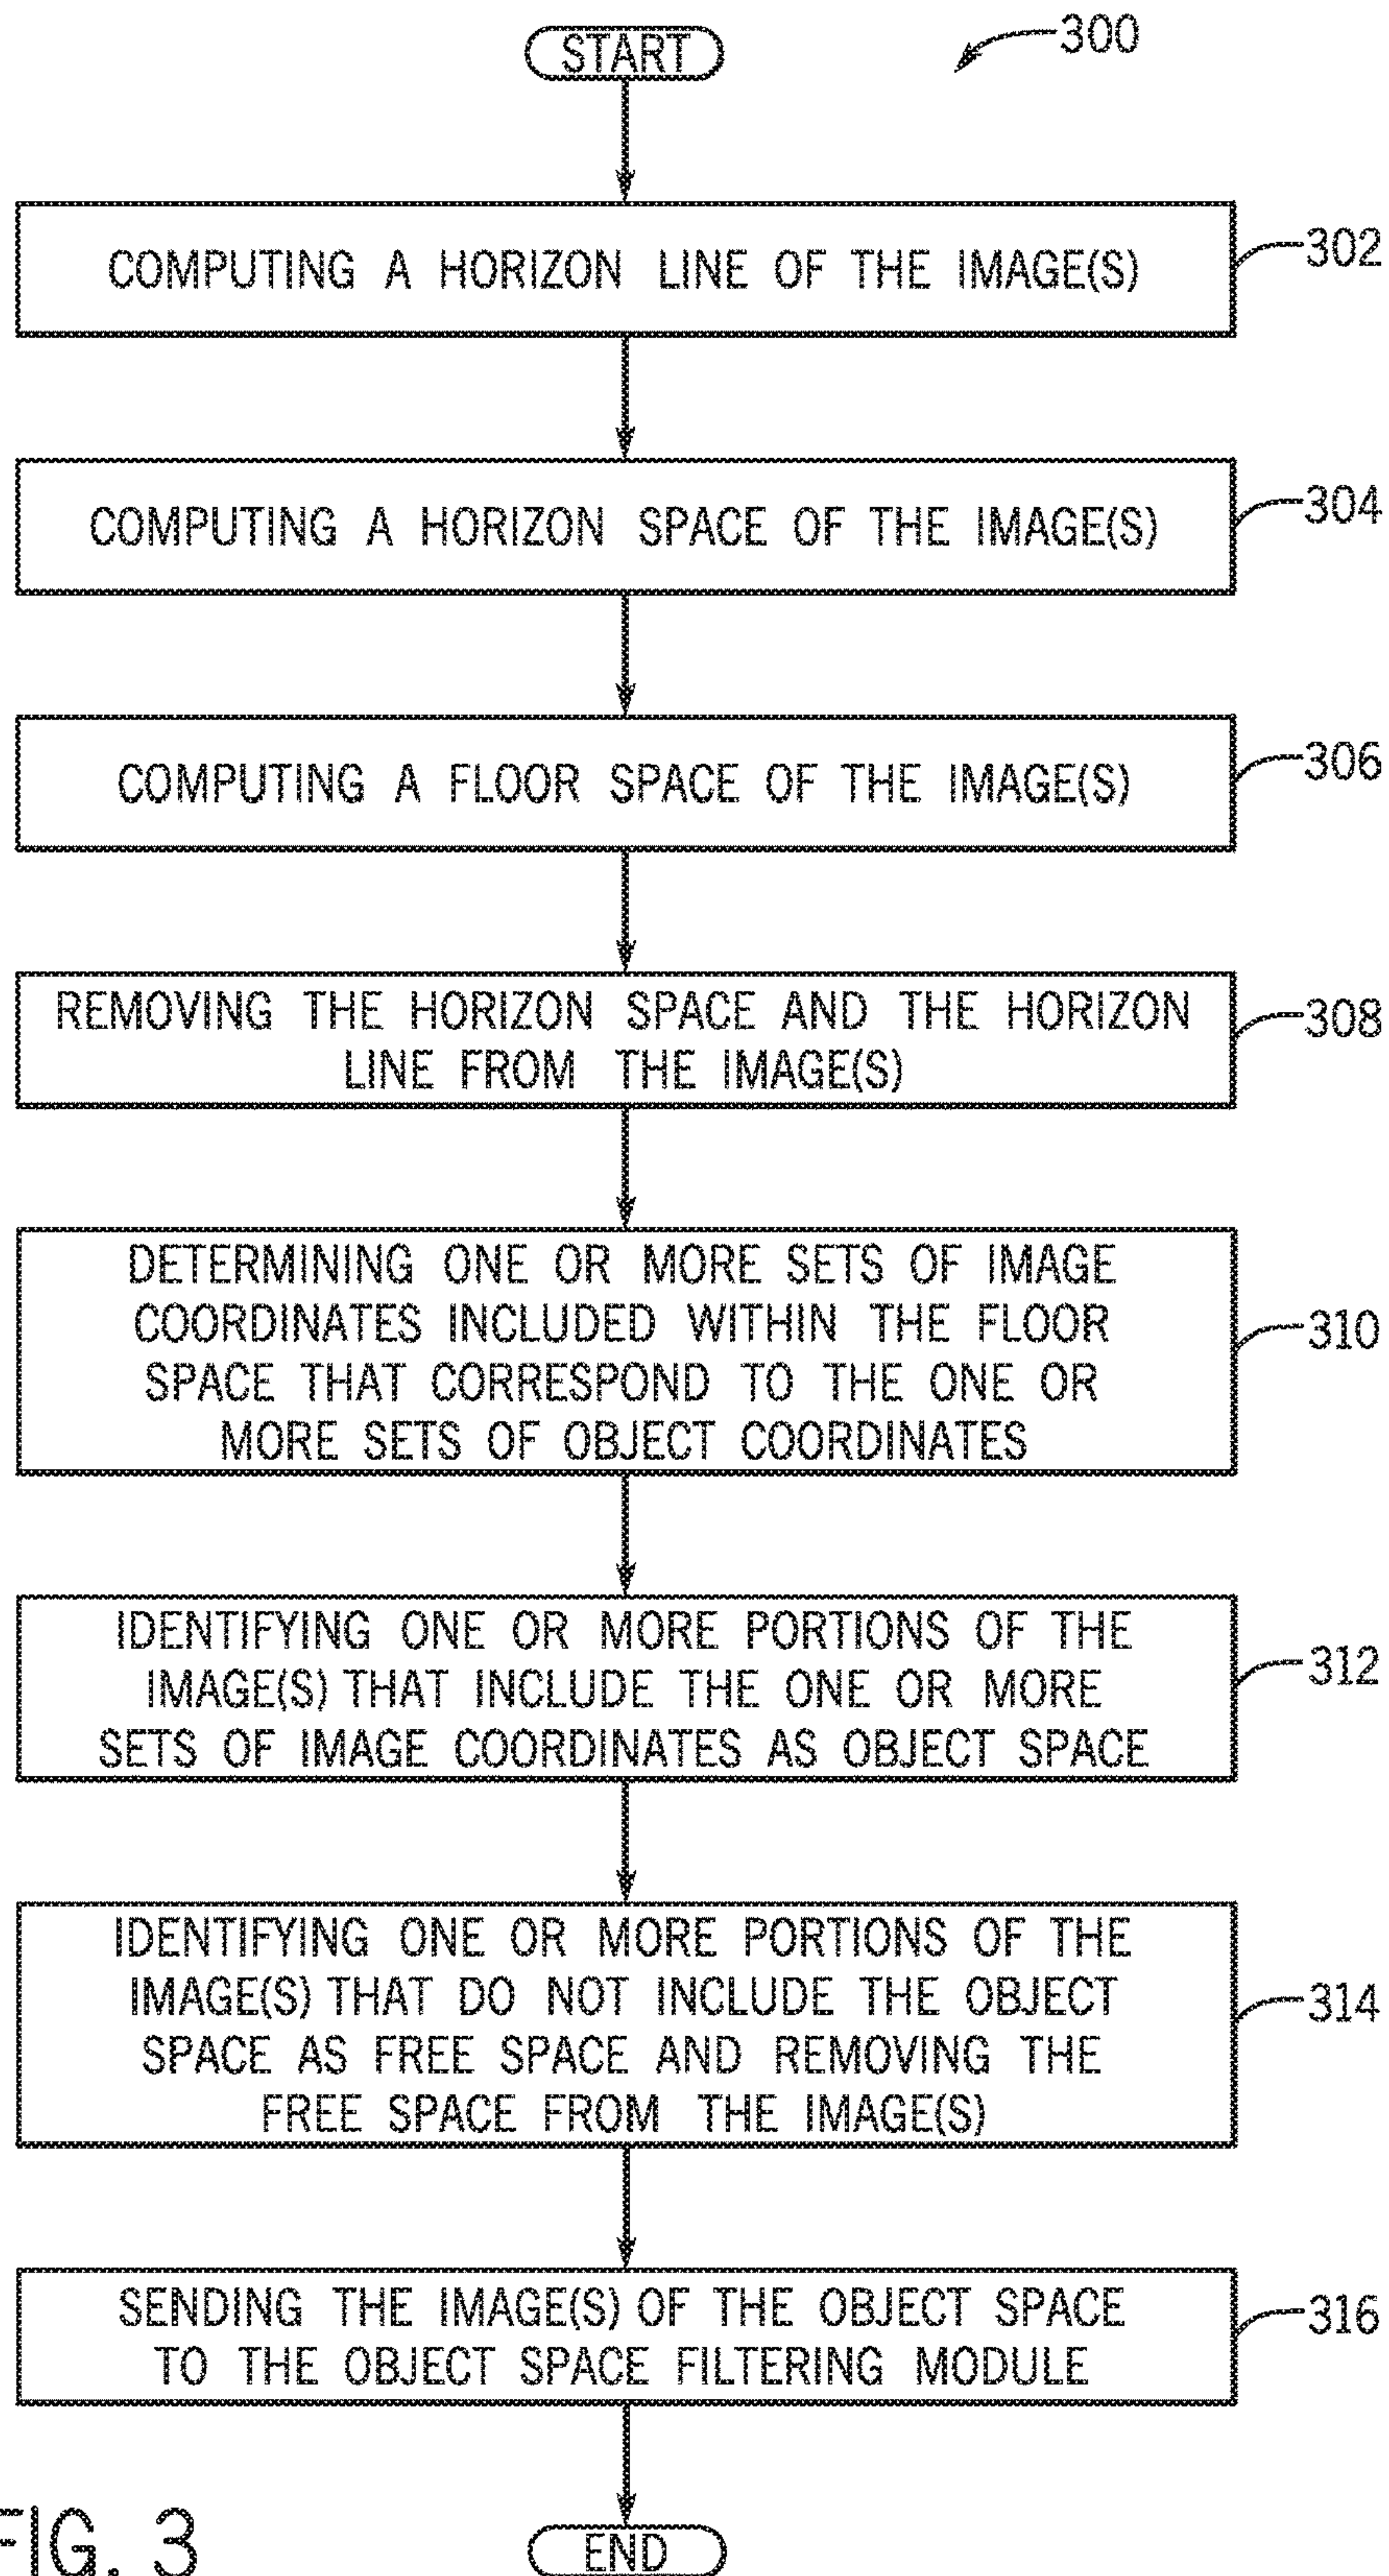 START
300
COMPUTING A HORIZON LINE OF THE IMAGE(S)
302
COMPUTING A HORIZON SPACE OF THE IMAGE(S)
304
COMPUTING A FLOOR SPACE OF THE IMAGE(S)
306
REMOVING THE HORIZON SPACE AND THE HORIZON
LINE FROM THE IMAGE(S)
308
DETERMINING ONE OR MORE SETS OF IMAGE
COORDINATES INCLUDED WITHIN THE FLOOR
SPACE THAT CORRESPOND TO THE ONE OR
MORE SETS OF OBJECT COORDINATES
310
IDENTIFYING ONE OR MORE PORTIONS OF THE
IMAGE(S) THAT INCLUDE THE ONE OR MORE
SETS OF IMAGE COORDINATES AS OBJECT SPACE
312
IDENTIFYING ONE OR MORE PORTIONS OF THE
IMAGE(S) THAT DO NOT INCLUDE THE OBJECT
SPACE AS FREE SPACE AND REMOVING THE
FREE SPACE FROM THE IMAGE(S)
314
SENDING THE IMAGE(S) OF THE OBJECT SPACE
TO THE OBJECT SPACE FILTERING MODULE
316
END
FIG. 3